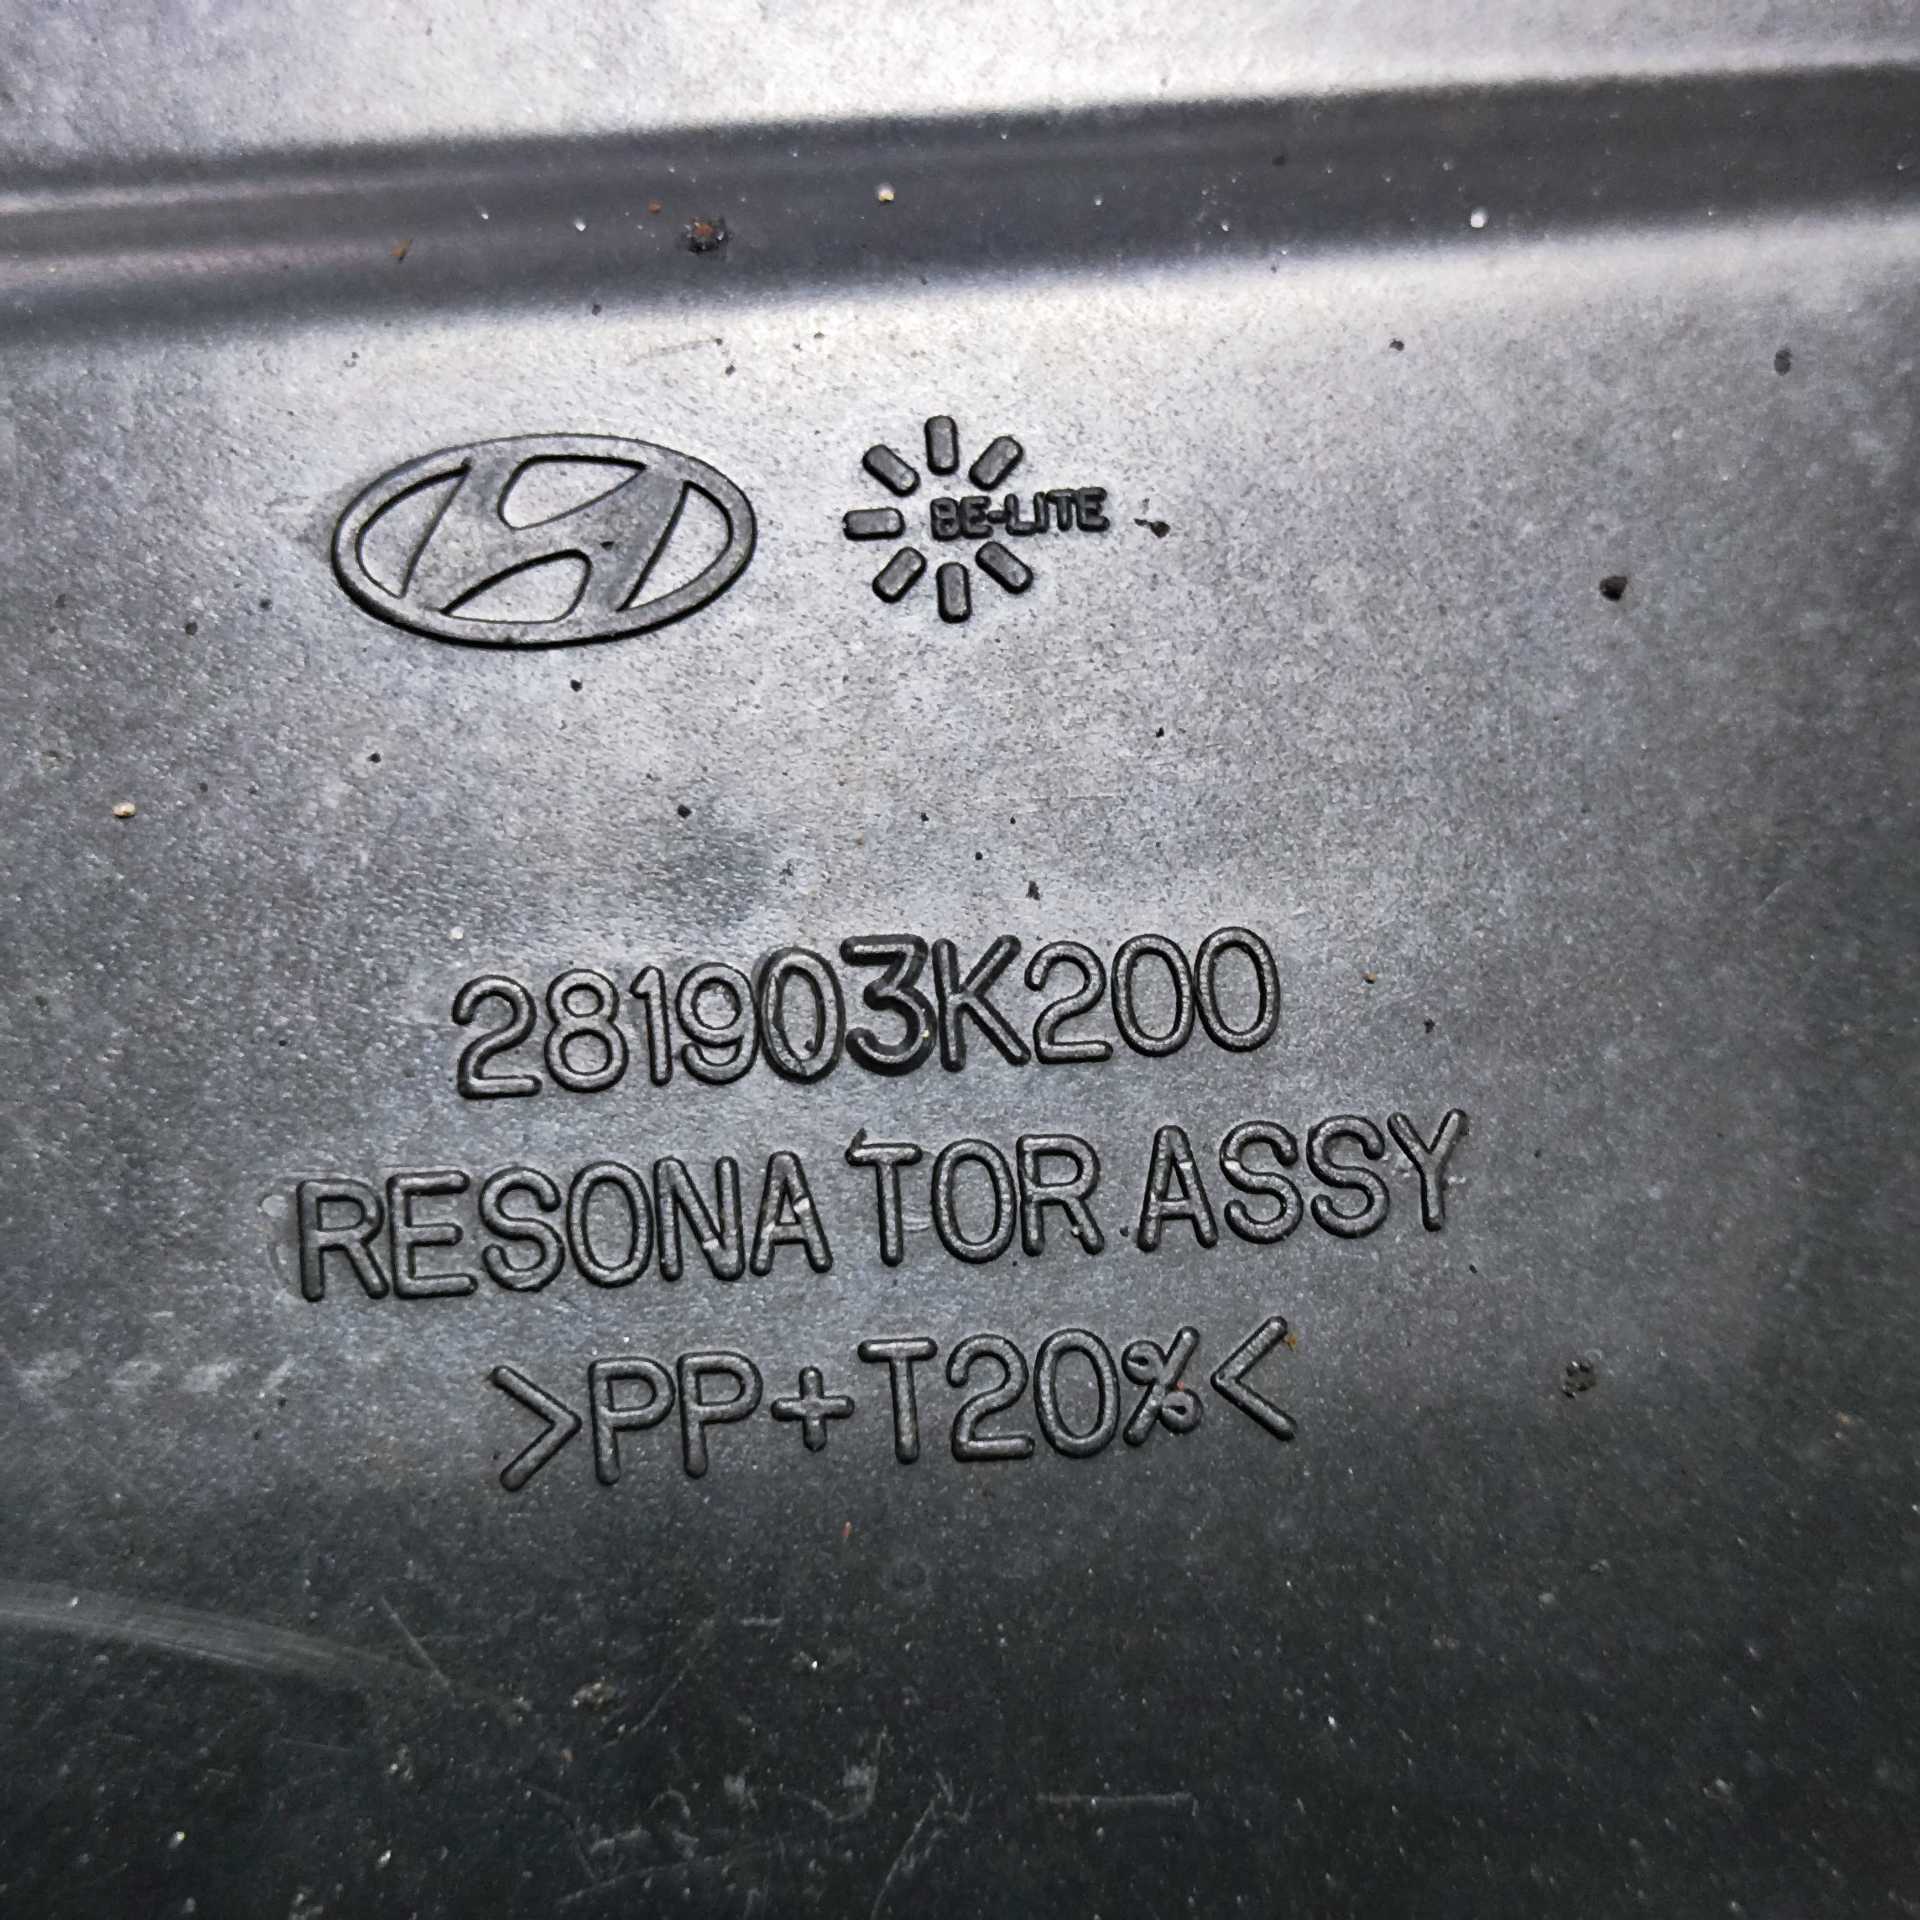 BE-LITE
281903K200
RESONATOR ASSY
>PP+T20%<